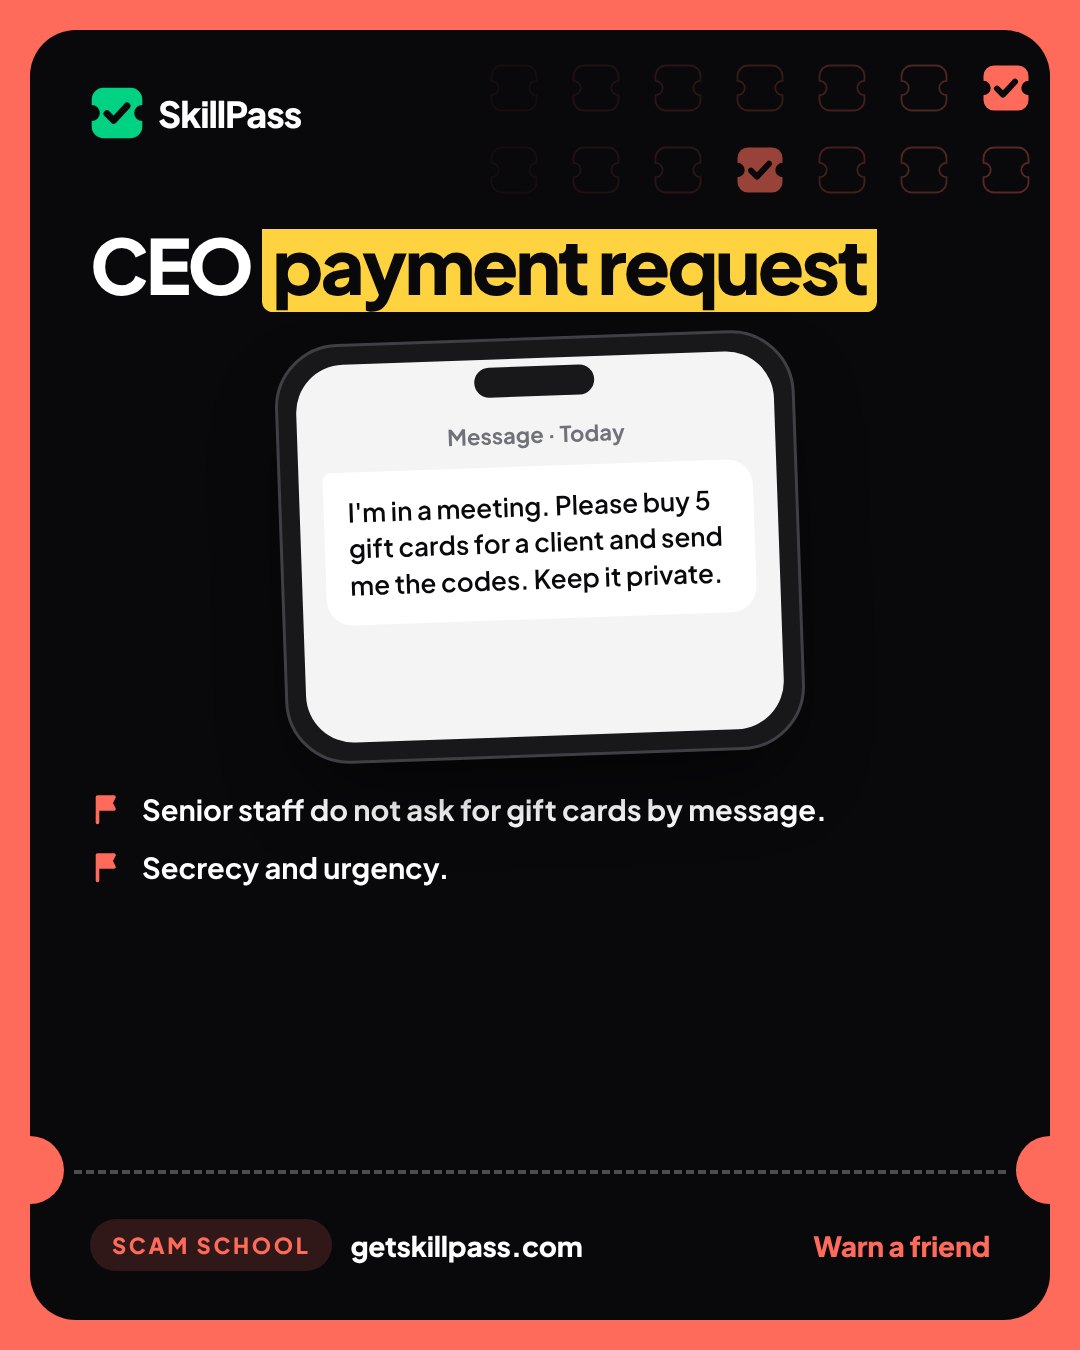 SkillPass
CEO payment request
Message · Today
I'm in a meeting. Please buy 5
gift cards for a client and send
me the codes. Keep it private.
Senior staff do not ask for gift cards by message.
Secrecy and urgency.
SCAM SCHOOL
getskillpass.com
Warn a friend